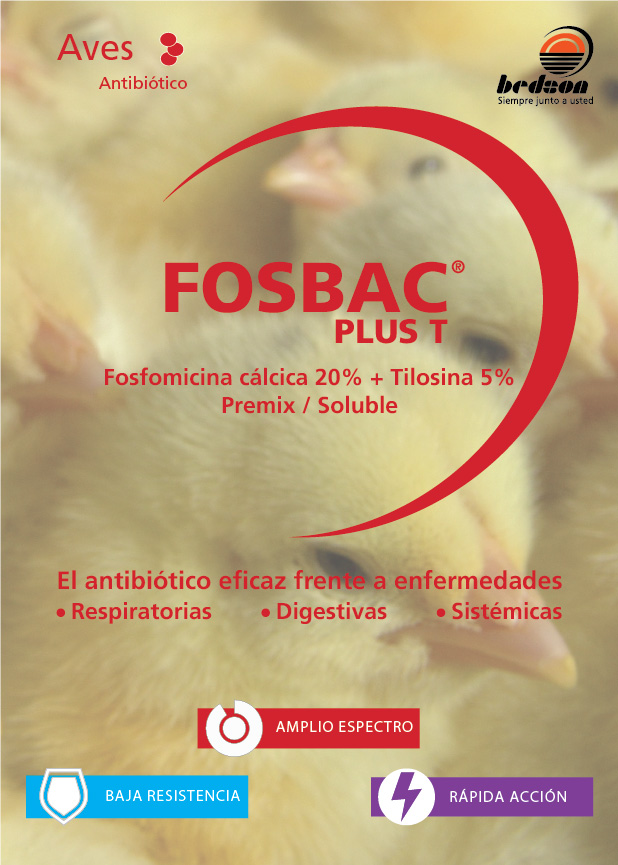 Aves
Antibiótico
bedson
Siempre junto a usted
FOSBAC®
PLUS T
Fosfomicina cálcica 20% + Tilosina 5%
Premix / Soluble
El antibiótico eficaz frente a enfermedades
• Respiratorias • Digestivas • Sistémicas
AMPLIO ESPECTRO
BAJA RESISTENCIA
RÁPIDA ACCIÓN